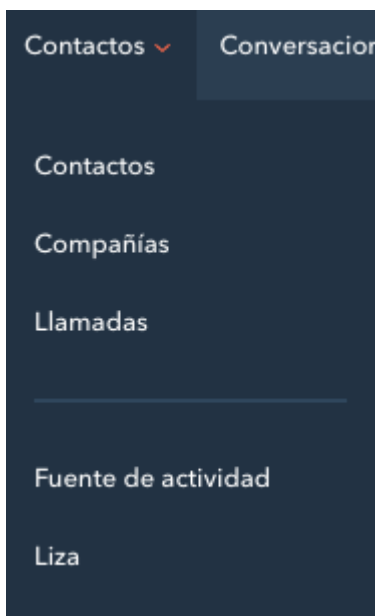 Contactos Conversacion
Contactos
Compañías
Llamadas
Fuente de actividad
Liza